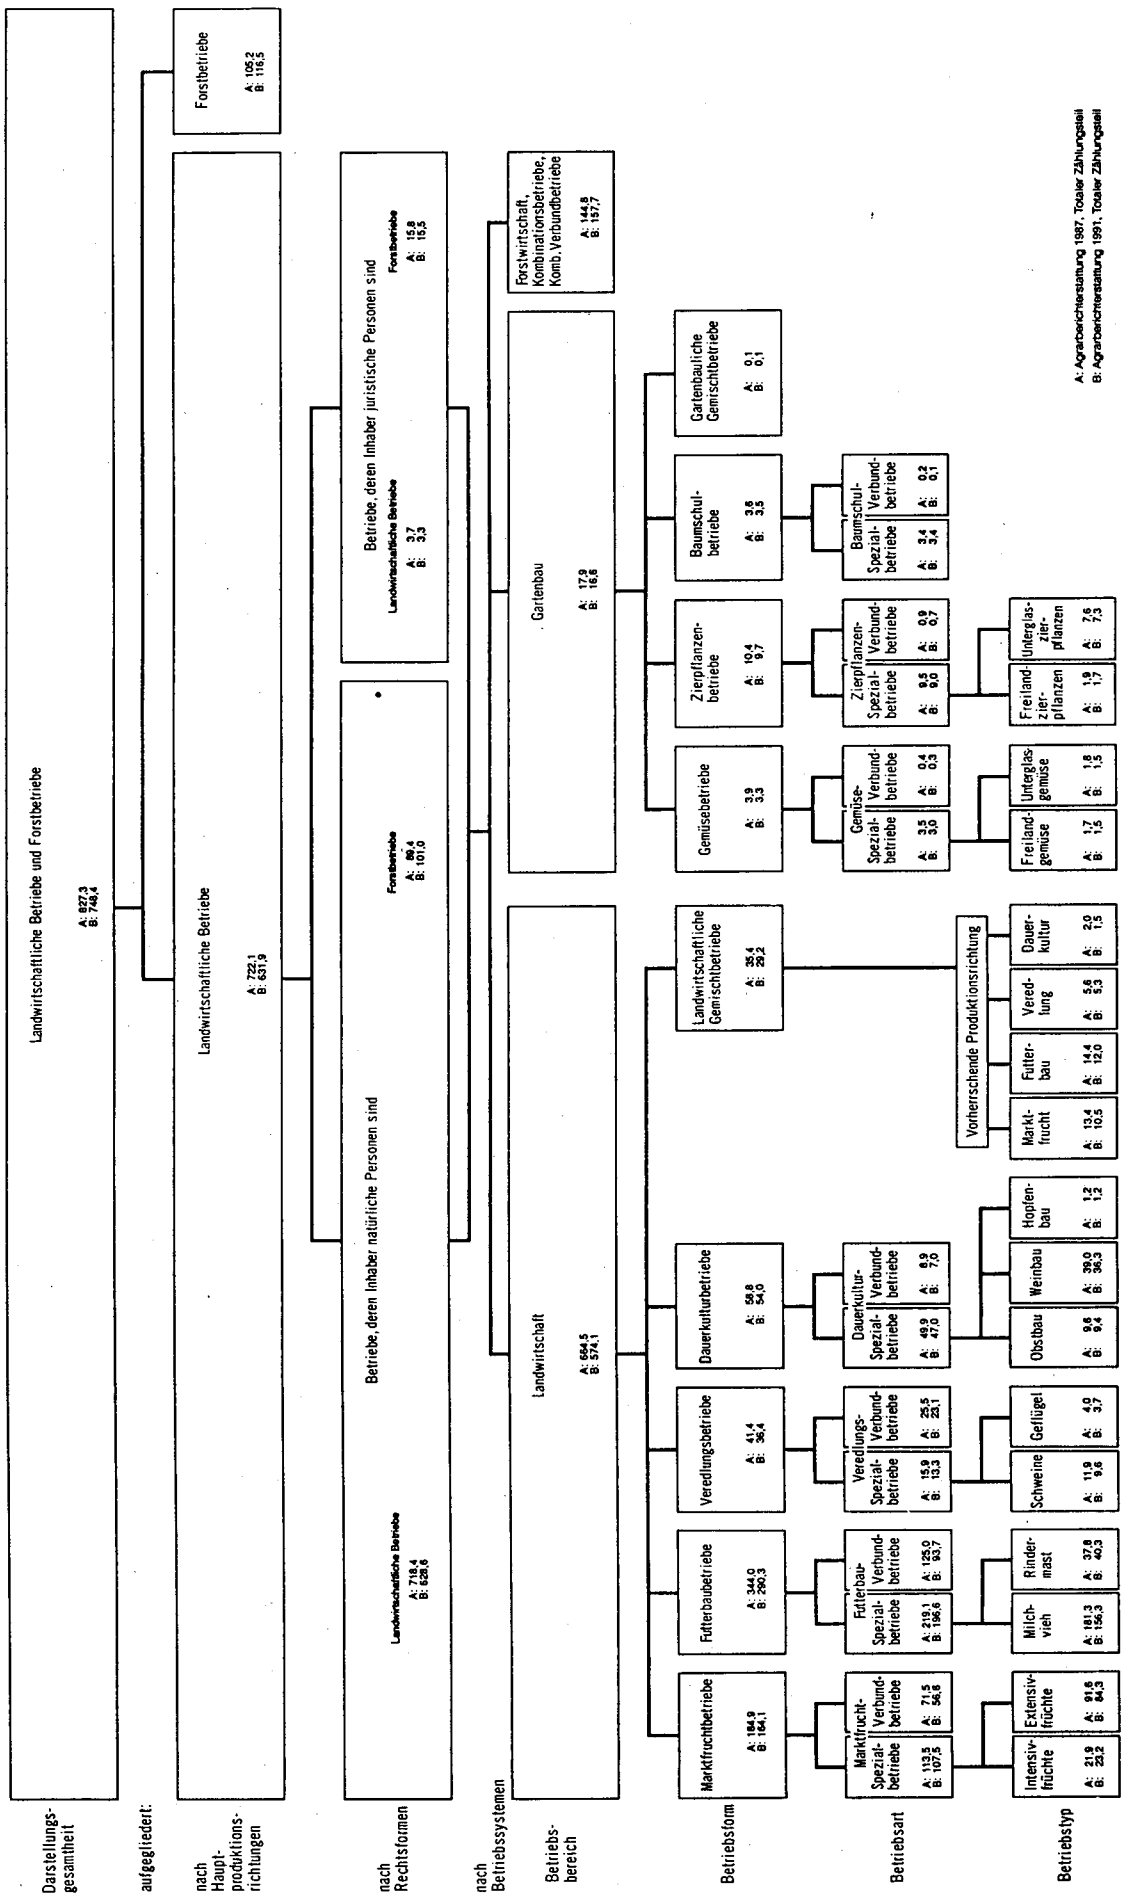 Darstellungs-
gesamtheit
Landwirtschaftliche Betriebe und Forstbetriebe
A: 827,3
B: 748,4
aufgegliedert:
nach
Haupt-
produktions-
richtungen
Landwirtschaftliche Betriebe
A: 722,1
B: 631,9
Forstbetriebe
A: 105,2
B: 116,5
nach
Rechtsformen
Betriebe, deren Inhaber natürliche Personen sind
Landwirtschaftliche Betriebe
A: 718,4
B: 628,6
Forstbetriebe
A: 89,4
B: 101,0
Betriebe, deren Inhaber juristische Personen sind
Landwirtschaftliche Betriebe
A: 3,7
B: 3,3
Forstbetriebe
A: 15,8
B: 15,5
nach
Betriebssystemen
Betriebs-
bereich
Landwirtschaft
A: 664,5
B: 574,1
Gartenbau
A: 17,9
B: 16,6
Forstwirtschaft,
Kombinationsbetriebe,
Komb. Verbundbetriebe
A: 144,8
B: 157,7
Betriebsform
Marktfruchtbetriebe
A: 184,9
B: 164,1
Futterbaubetriebe
A: 344,0
B: 290,3
Veredlungsbetriebe
A: 41,4
B: 36,4
Dauerkulturbetriebe
A: 58,8
B: 54,0
Landwirtschaftliche
Gemischtbetriebe
A: 35,4
B: 29,2
Gemüsebetriebe
A: 3,9
B: 3,3
Zierpflanzen-
betriebe
A: 10,4
B: 9,7
Baumschul-
betriebe
A: 3,6
B: 3,5
Gartenbauliche
Gemischtbetriebe
A: 0,1
B: 0,1
Betriebsart
Marktfrucht-
Spezial-
betriebe
A: 113,5
B: 107,5
Verbund-
betriebe
A: 71,5
B: 56,6
Futterbau-
Spezial-
betriebe
A: 219,1
B: 196,6
Verbund-
betriebe
A: 125,0
B: 93,7
Veredlungs-
Spezial-
betriebe
A: 15,9
B: 13,3
Verbund-
betriebe
A: 25,5
B: 23,1
Dauerkultur-
Spezial-
betriebe
A: 49,9
B: 47,0
Verbund-
betriebe
A: 8,9
B: 7,0
Gemüse-
Spezial-
betriebe
A: 3,5
B: 3,0
Verbund-
betriebe
A: 0,4
B: 0,3
Zierpflanzen-
Spezial-
betriebe
A: 9,5
B: 9,0
Verbund-
betriebe
A: 0,9
B: 0,7
Baumschul-
Spezial-
betriebe
A: 3,4
B: 3,4
Verbund-
betriebe
A: 0,2
B: 0,1
Vorherrschende Produktionsrichtung
Betriebstyp
Intensiv-
früchte
A: 21,9
B: 23,2
Extensiv-
früchte
A: 91,6
B: 84,3
Milch-
vieh
A: 181,3
B: 156,3
Rinder-
mast
A: 37,8
B: 40,3
Schweine
A: 11,9
B: 9,6
Geflügel
A: 4,0
B: 3,7
Obstbau
A: 9,6
B: 9,4
Weinbau
A: 39,0
B: 36,3
Hopfen-
bau
A: 1,2
B: 1,2
Markt-
frucht
A: 13,4
B: 10,5
Futter-
bau
A: 14,4
B: 12,0
Vered-
lung
A: 5,6
B: 5,3
Dauer-
kultur
A: 2,0
B: 1,5
Freiland-
gemüse
A: 1,7
B: 1,5
Unterglas-
gemüse
A: 1,8
B: 1,5
Freiland-
zier-
pflanzen
A: 1,9
B: 1,7
Unterglas-
zier-
pflanzen
A: 7,6
B: 7,3
A: Agrarberichterstattung 1987, Totaler Zählungsteil
B: Agrarberichterstattung 1991, Totaler Zählungsteil